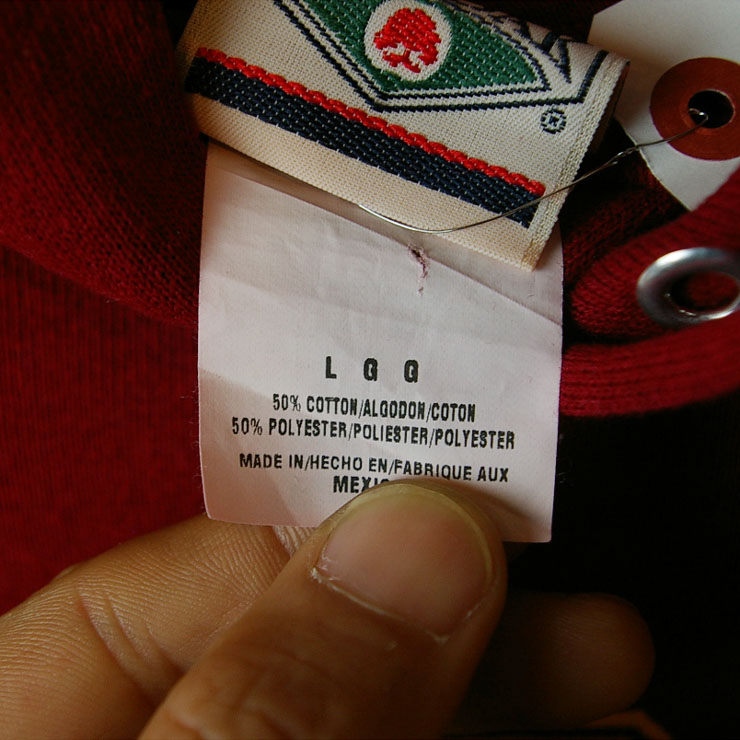 ®
L G G
50% COTTON/ALGODON/COTON
50% POLYESTER/POLIESTER/POLYESTER
MADE IN/HECHO EN/FABRIQUE AUX